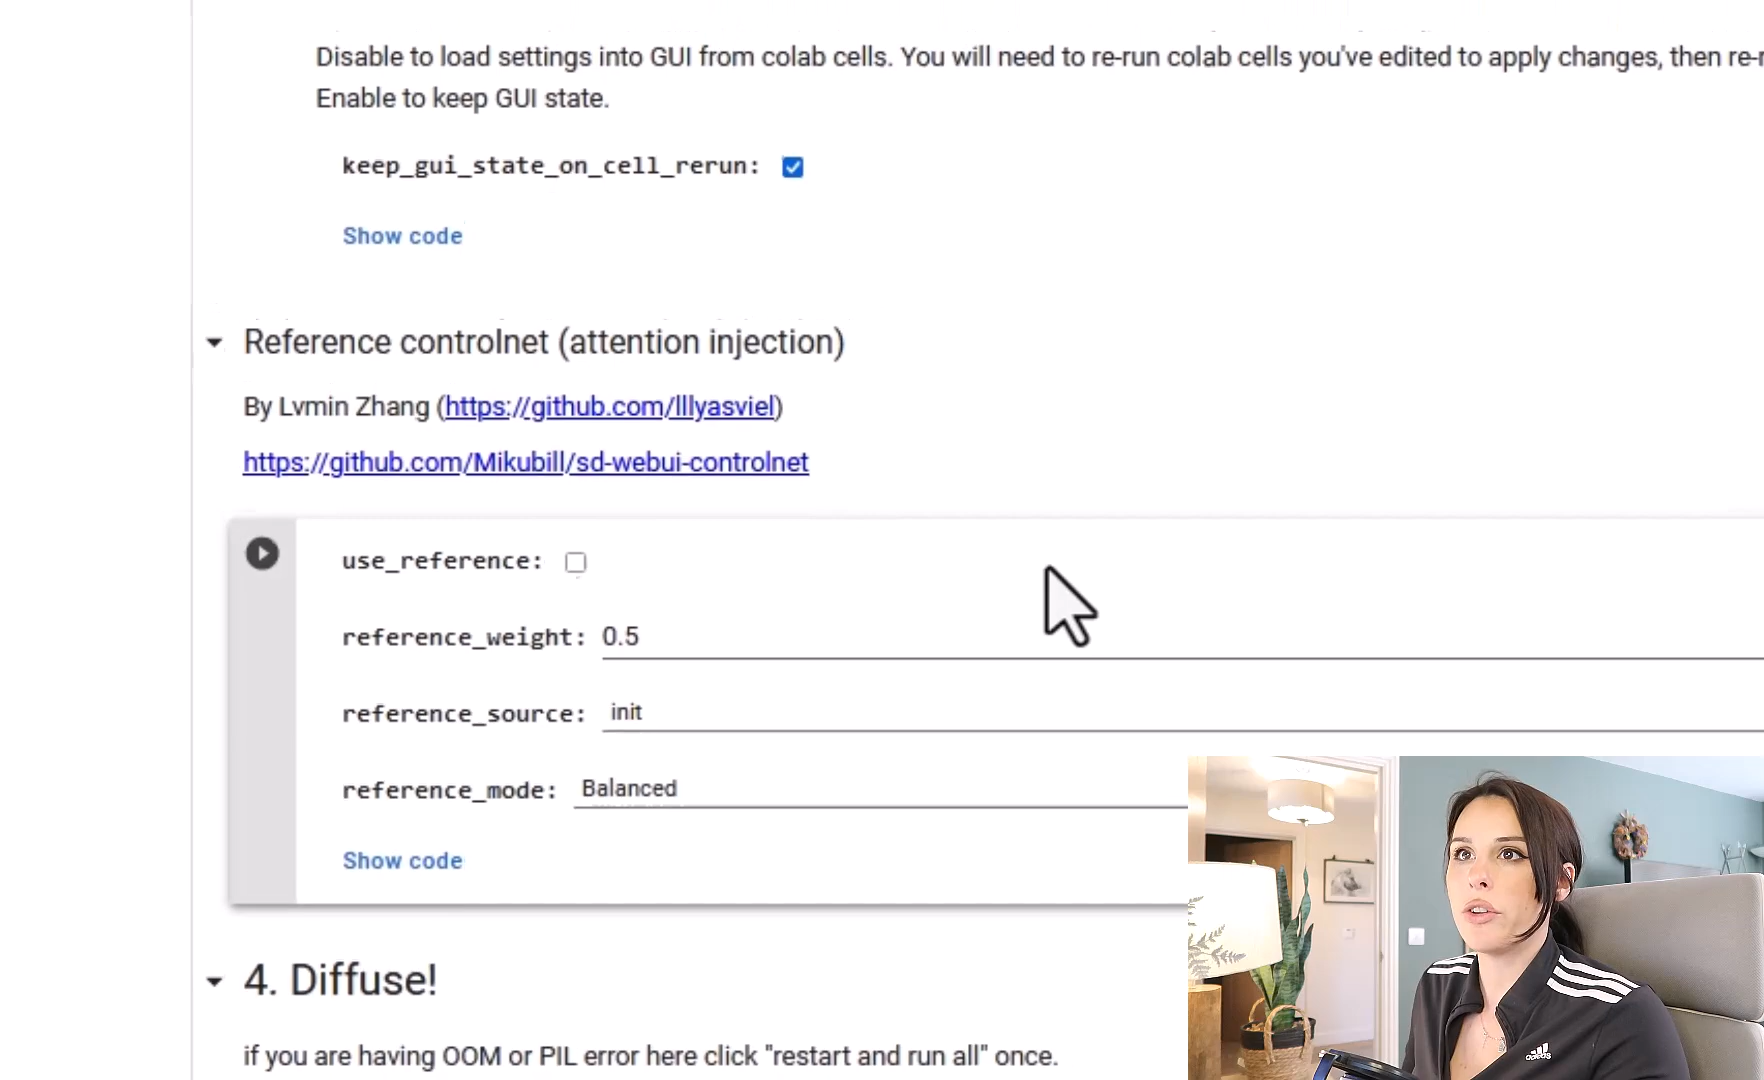 Disable to load settings into GUI from colab cells. You will need to re-run colab cells you've edited to apply changes, then re-r
Enable to keep GUI state.
keep_gui_state_on_cell_rerun:
Show code
Reference controlnet (attention injection)
By Lvmin Zhang (https://github.com/lllyasviel)
https://github.com/Mikubill/sd-webui-controlnet
use_reference:
reference_weight: 0.5
reference_source: init
reference_mode: Balanced
Show code
4. Diffuse!
if you are having OOM or PIL error here click "restart and run all" once.
adidas